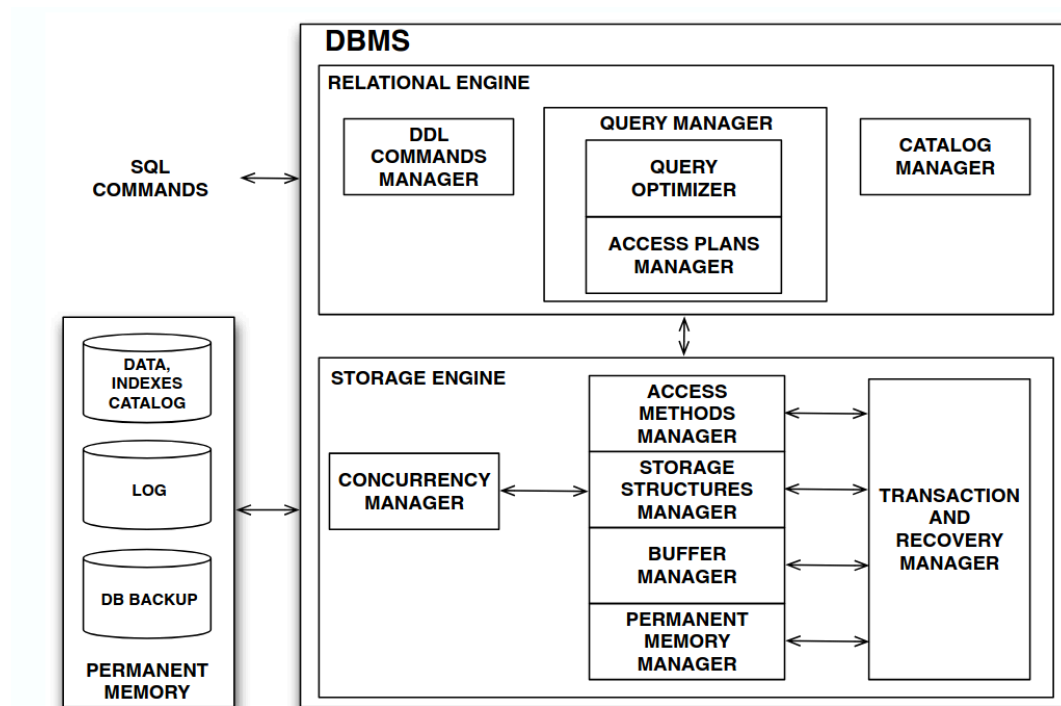 DBMS
RELATIONAL ENGINE
DDL
COMMANDS
MANAGER
QUERY MANAGER
QUERY
OPTIMIZER
ACCESS PLANS
MANAGER
CATALOG
MANAGER
SQL
COMMANDS
DATA,
INDEXES
CATALOG
LOG
DB BACKUP
PERMANENT
MEMORY
STORAGE ENGINE
CONCURRENCY
MANAGER
ACCESS
METHODS
MANAGER
STORAGE
STRUCTURES
MANAGER
BUFFER
MANAGER
PERMANENT
MEMORY
MANAGER
TRANSACTION
AND
RECOVERY
MANAGER